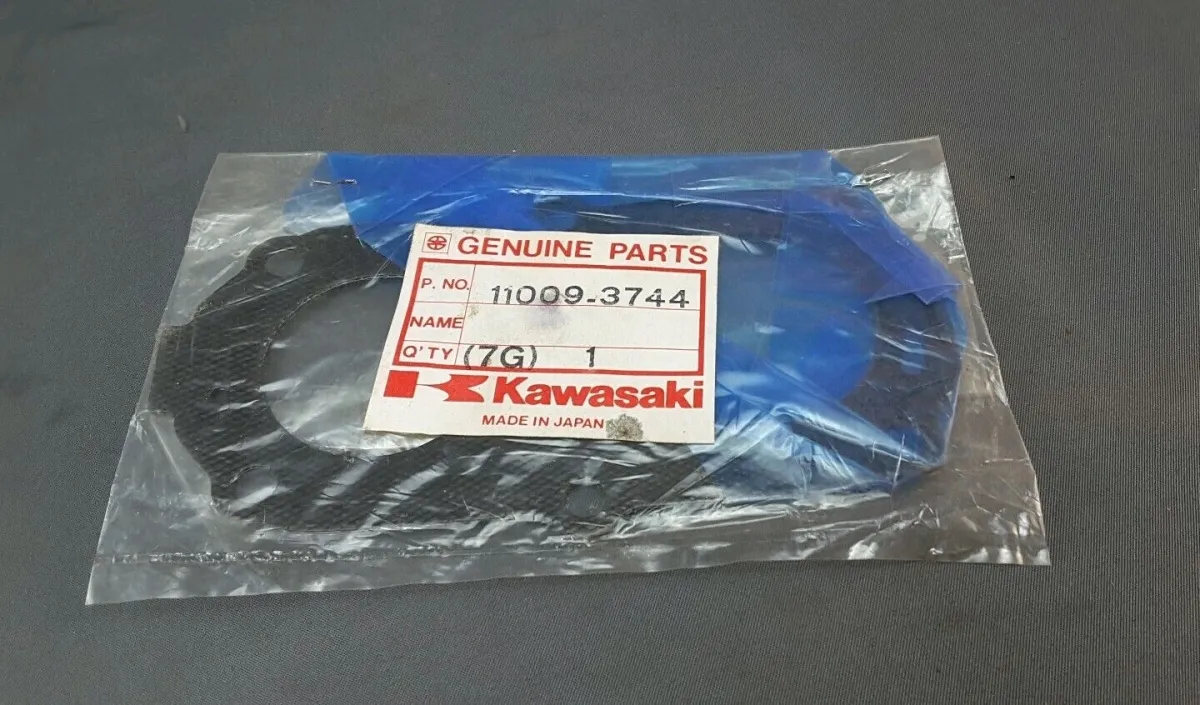 GENUINE PARTS
P. NO. 11009-3744
NAME
Q'TY (7G) 1
Kawasaki
MADE IN JAPAN